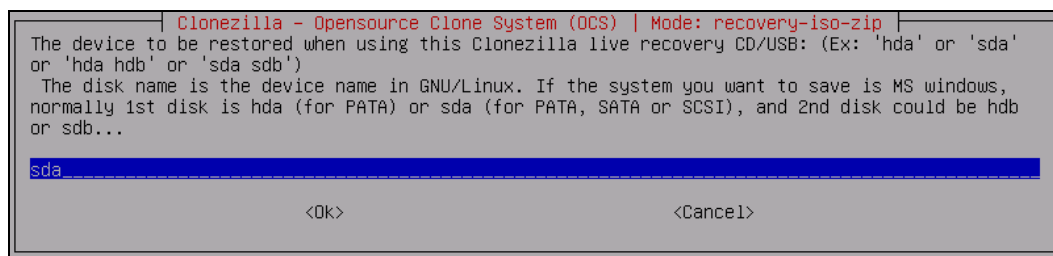 Clonezilla - Opensource Clone System (OCS) | Mode: recovery-iso-zip
The device to be restored when using this Clonezilla live recovery CD/USB: (Ex: 'hda' or 'sda'
or 'hda hdb' or 'sda sdb')
The disk name is the device name in GNU/Linux. If the system you want to save is MS windows,
normally 1st disk is hda (for PATA) or sda (for PATA, SATA or SCSI), and 2nd disk could be hdb
or sdb...
sda
<Ok> <Cancel>